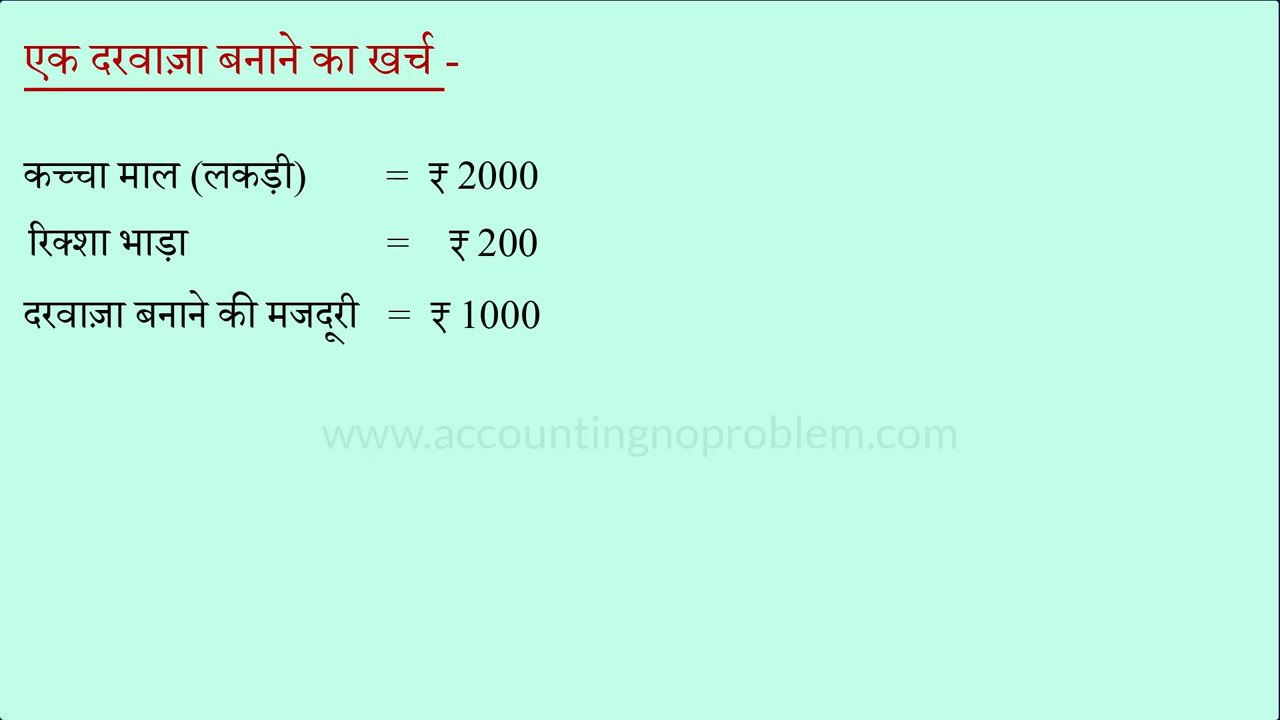 एक दरवाज़ा बनाने का खर्च -
कच्चा माल (लकड़ी) = ₹ 2000
रिक्शा भाड़ा = ₹ 200
दरवाज़ा बनाने की मजदूरी = ₹ 1000
www.accountingnoproblem.com